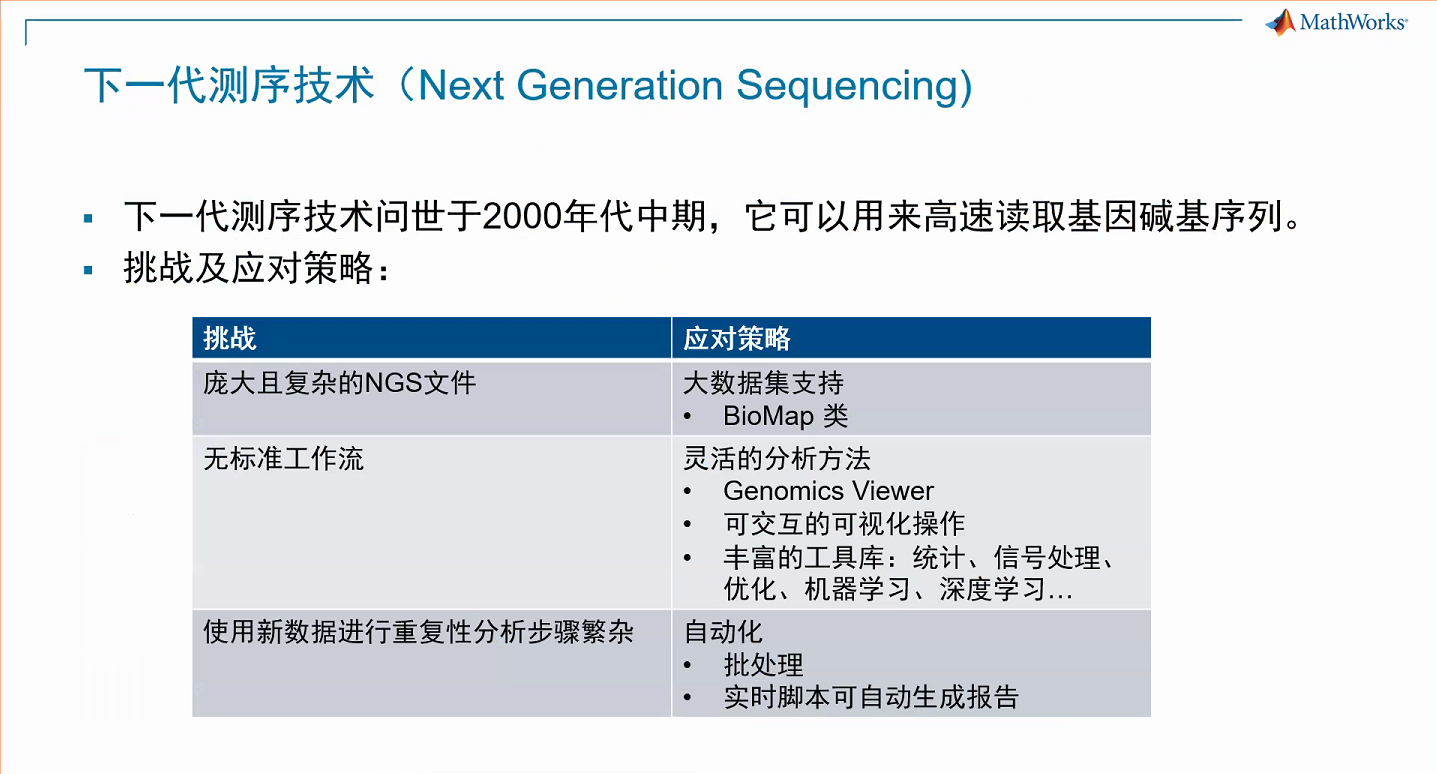 MathWorks®
下一代测序技术（Next Generation Sequencing)
▪ 下一代测序技术问世于2000年代中期，它可以用来高速读取基因碱基序列。
▪ 挑战及应对策略：
挑战
应对策略
庞大且复杂的NGS文件
大数据集支持
• BioMap 类
无标准工作流
灵活的分析方法
• Genomics Viewer
• 可交互的可视化操作
• 丰富的工具库：统计、信号处理、
优化、机器学习、深度学习…
使用新数据进行重复性分析步骤繁杂
自动化
• 批处理
• 实时脚本可自动生成报告